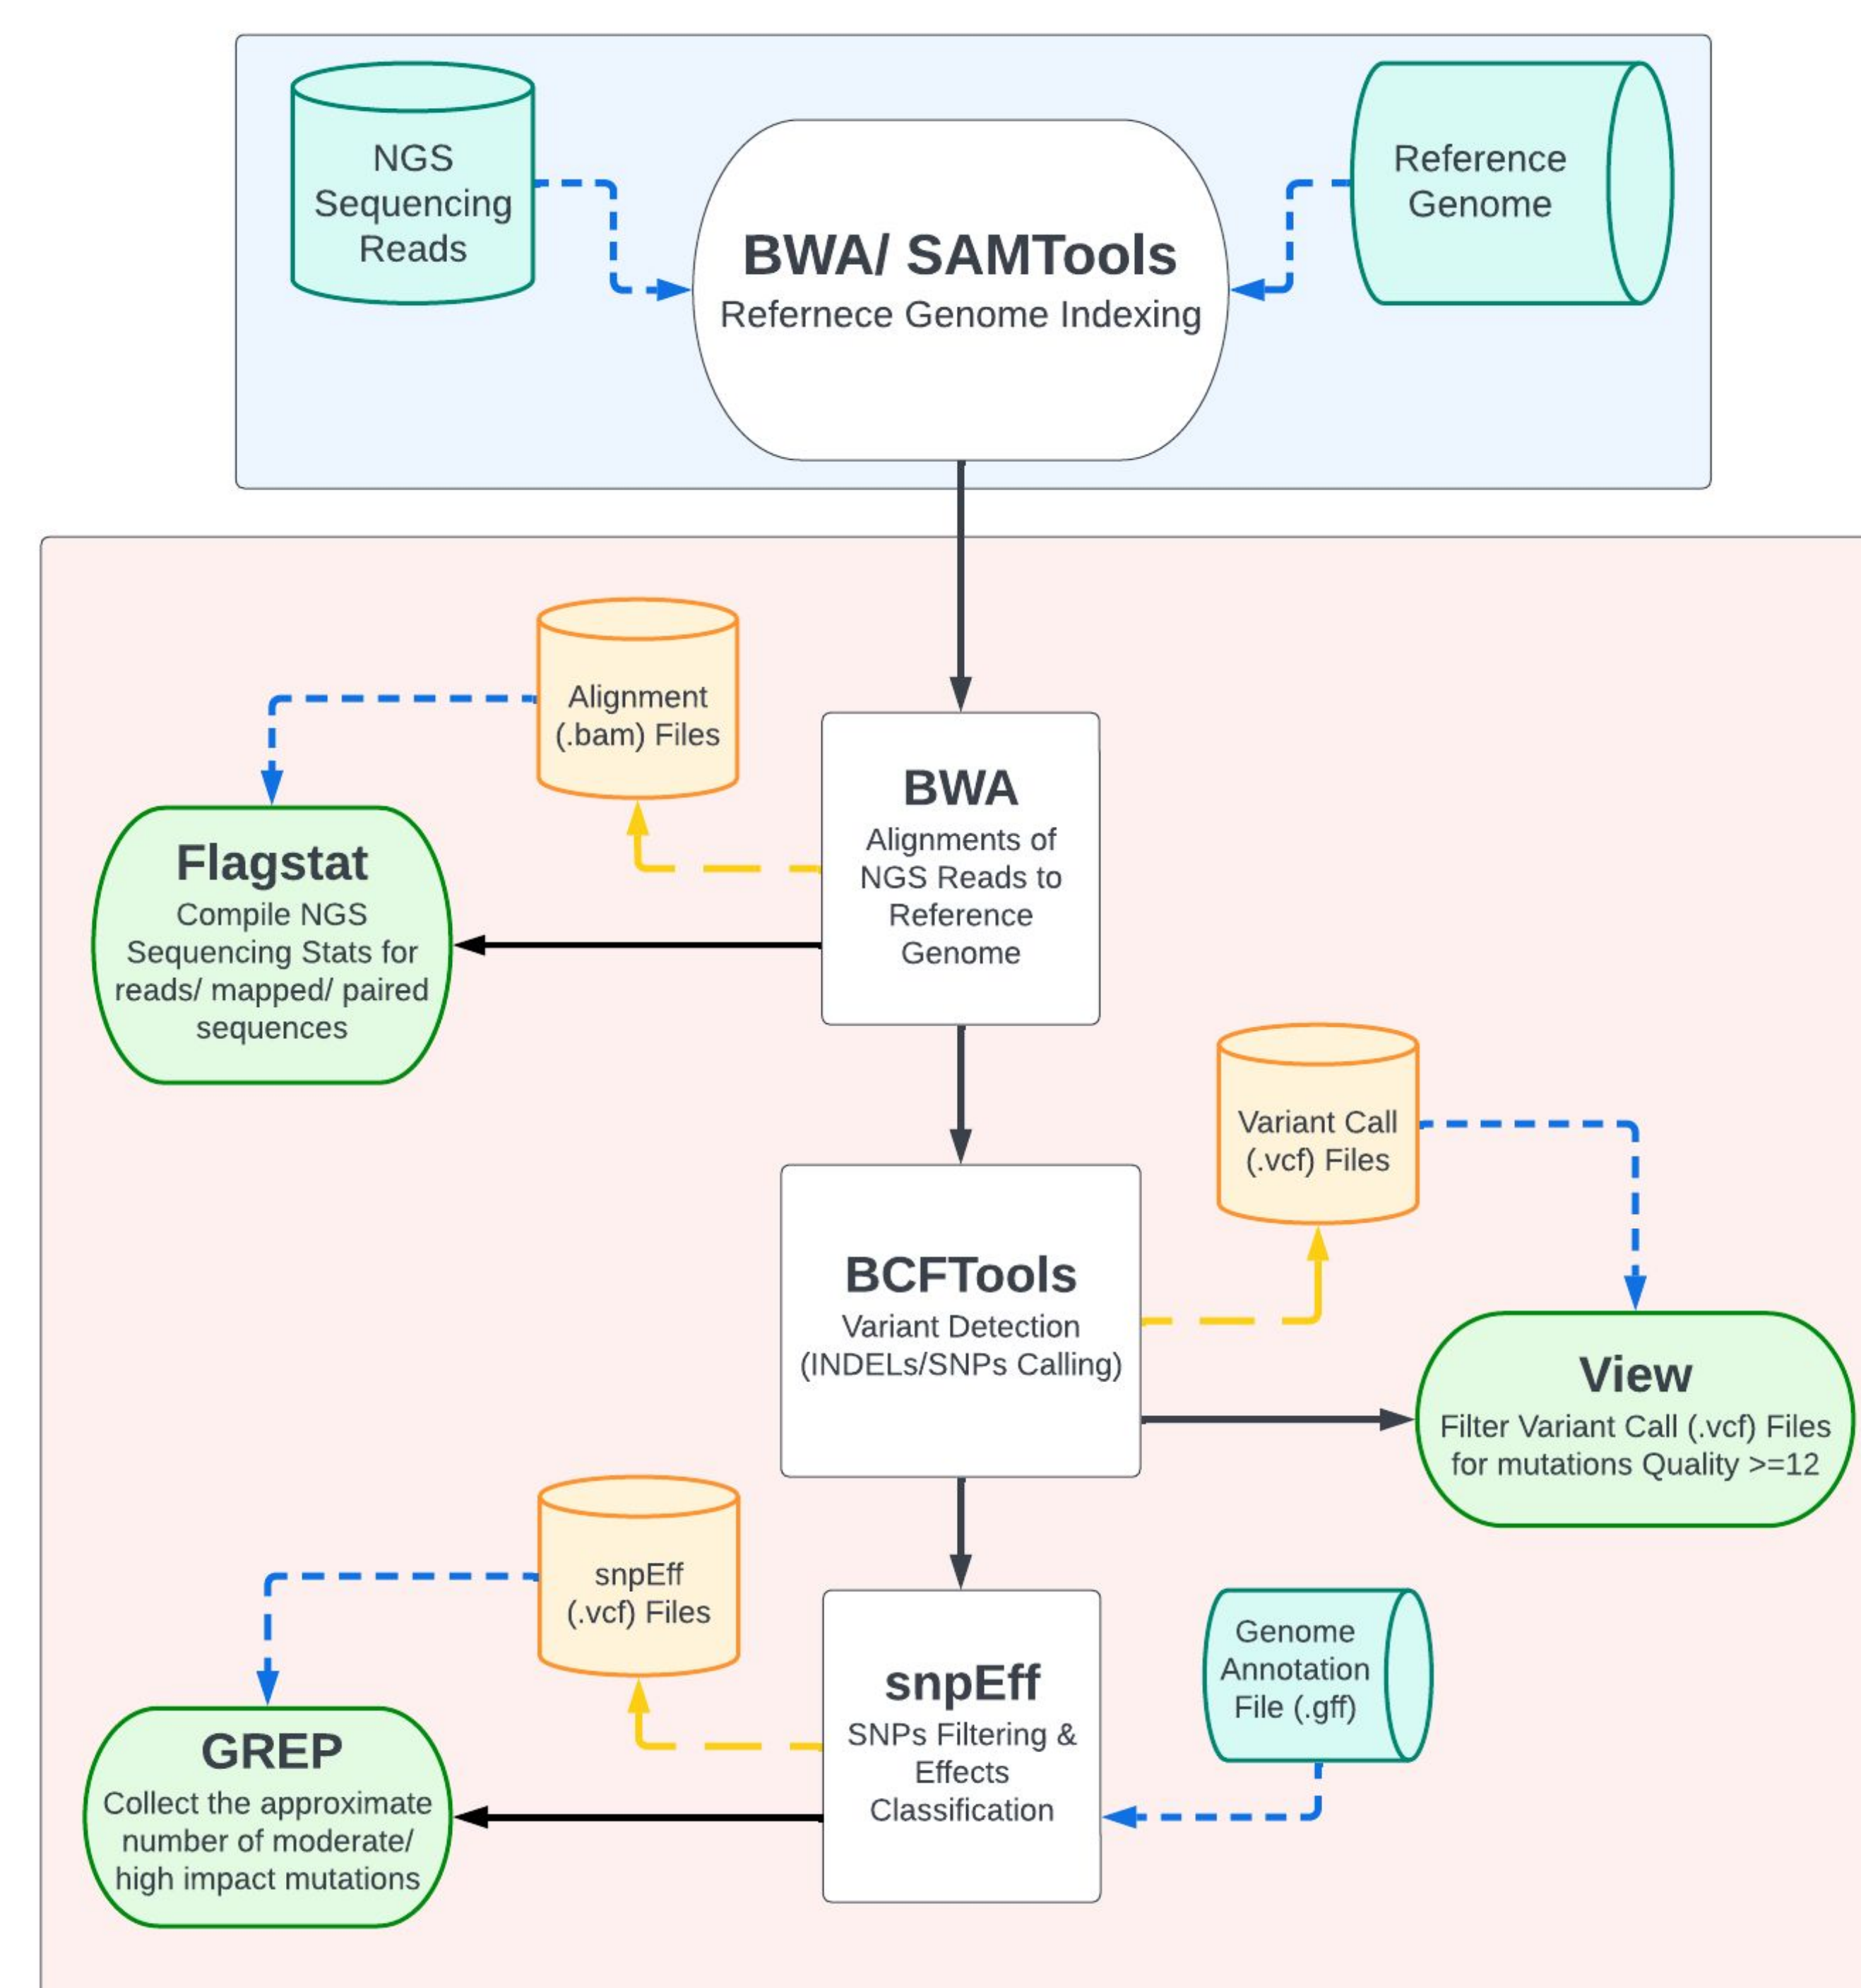 NGS
Sequencing
Reads
Reference
Genome
BWA/ SAMTools
Refernece Genome Indexing
Alignment
(.bam) Files
BWA
Alignments of
NGS Reads to
Reference
Genome
Flagstat
Compile NGS
Sequencing Stats for
reads/ mapped/ paired
sequences
Variant Call
(.vcf) Files
BCFTools
Variant Detection
(INDELs/SNPs Calling)
View
Filter Variant Call (.vcf) Files
for mutations Quality >=12
snpEff
(.vcf) Files
snpEff
SNPs Filtering &
Effects
Classification
Genome
Annotation
File (.gff)
GREP
Collect the approximate
number of moderate/
high impact mutations